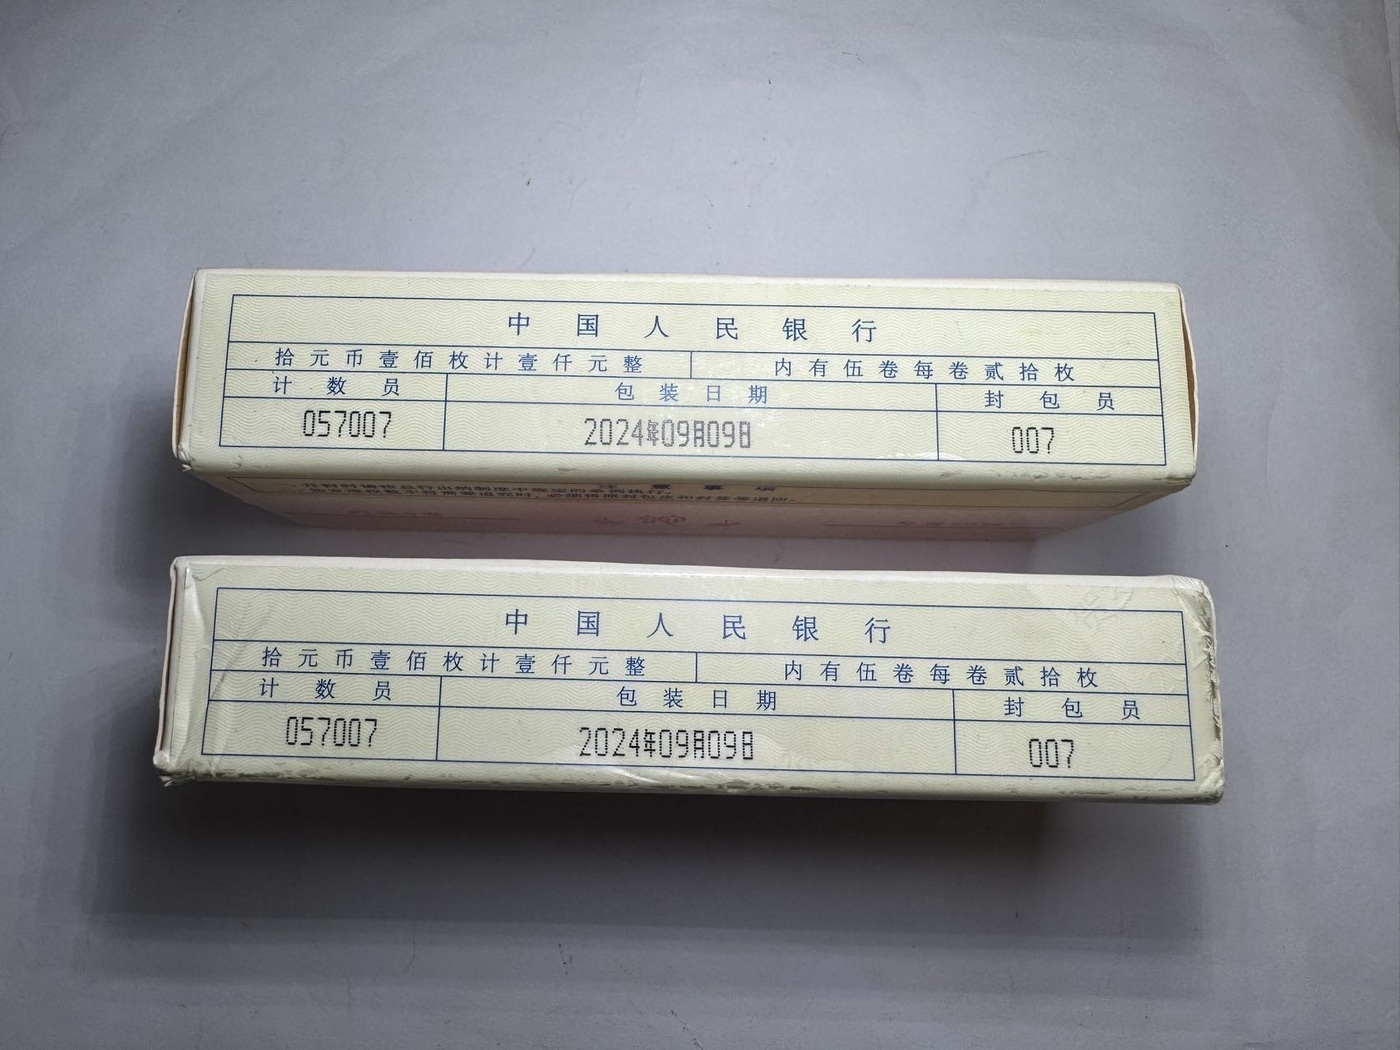 中国人民银行
拾元币壹佰枚计壹仟元整 内有伍卷每卷贰拾枚
计数员 包装日期 封包员
057007 2024年09月09日 007
注意事项
中国人民银行
拾元币壹佰枚计壹仟元整 内有伍卷每卷贰拾枚
计数员 包装日期 封包员
057007 2024年09月09日 007